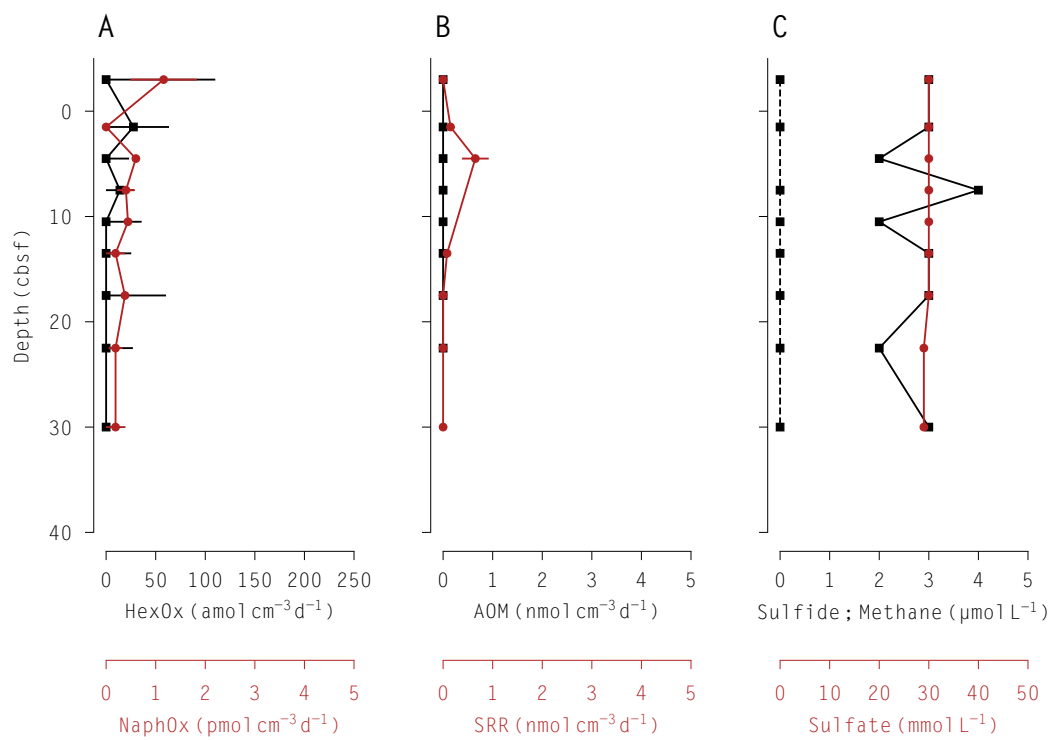 A
B
C
0
10
20
30
40
Depth (cbsf)
0 50 100 150 200 250
HexOx (amol cm⁻³ d⁻¹)
0 1 2 3 4 5
AOM (nmol cm⁻³ d⁻¹)
0 1 2 3 4 5
Sulfide ; Methane (µmol L⁻¹)
0 1 2 3 4 5
NaphOx (pmol cm⁻³ d⁻¹)
0 1 2 3 4 5
SRR (nmol cm⁻³ d⁻¹)
0 10 20 30 40 50
Sulfate (mmol L⁻¹)